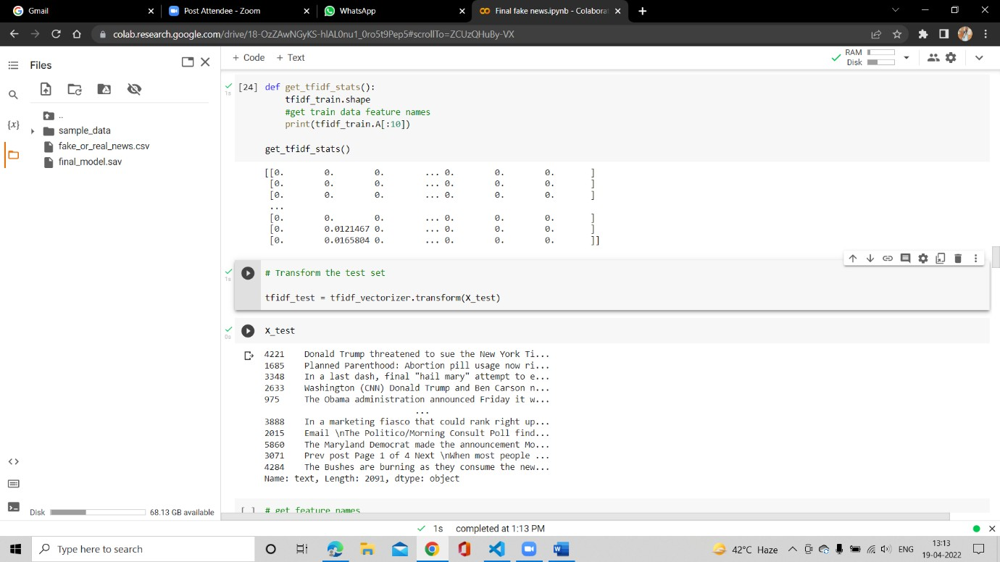 Gmail
Post Attendee - Zoom
WhatsApp
Final fake news.ipynb - Colabora
colab.research.google.com/drive/18-OzZAwNGyKS-hlAL0nu1_0ro5t9Pep5#scrollTo=ZCUzQHuBy-VX
Files
+ Code + Text
RAM
Disk
..
sample_data
fake_or_real_news.csv
final_model.sav
{x}
1s
[24] def get_tfidf_stats():
tfidf_train.shape
#get train data feature names
print(tfidf_train.A[:10])
get_tfidf_stats()
[[0. 0. 0. ... 0. 0. 0. ]
[0. 0. 0. ... 0. 0. 0. ]
[0. 0. 0. ... 0. 0. 0. ]
...
[0. 0. 0. ... 0. 0. 0. ]
[0. 0.0121467 0. ... 0. 0. 0. ]
[0. 0.0165804 0. ... 0. 0. 0. ]]
1s
# Transform the test set
tfidf_test = tfidf_vectorizer.transform(X_test)
0s
X_test
4221 Donald Trump threatened to sue the New York Ti...
1685 Planned Parenthood: Abortion pill usage now ri...
3348 In a last dash, final "hail mary" attempt to e...
2633 Washington (CNN) Donald Trump and Ben Carson n...
975 The Obama administration announced Friday it w...
...
3888 In a marketing fiasco that could rank right up...
2015 Email \nThe Politico/Morning Consult Poll find...
5860 The Maryland Democrat made the announcement Mo...
3071 Prev post Page 1 of 4 Next \nWhen most people ...
4284 The Bushes are burning as they consume the new...
Name: text, Length: 2091, dtype: object
[ ] # get feature names
Disk 68.13 GB available
1s completed at 1:13 PM
Type here to search
42°C Haze
ENG
13:13
19-04-2022